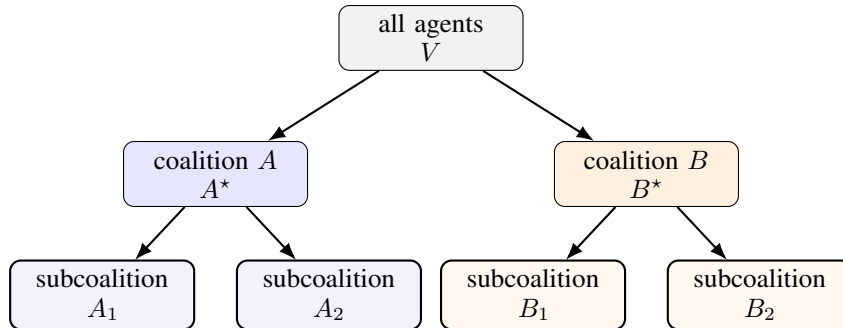 all agents
V
coalition A
A⋆
coalition B
B⋆
subcoalition
A₁
subcoalition
A₂
subcoalition
B₁
subcoalition
B₂